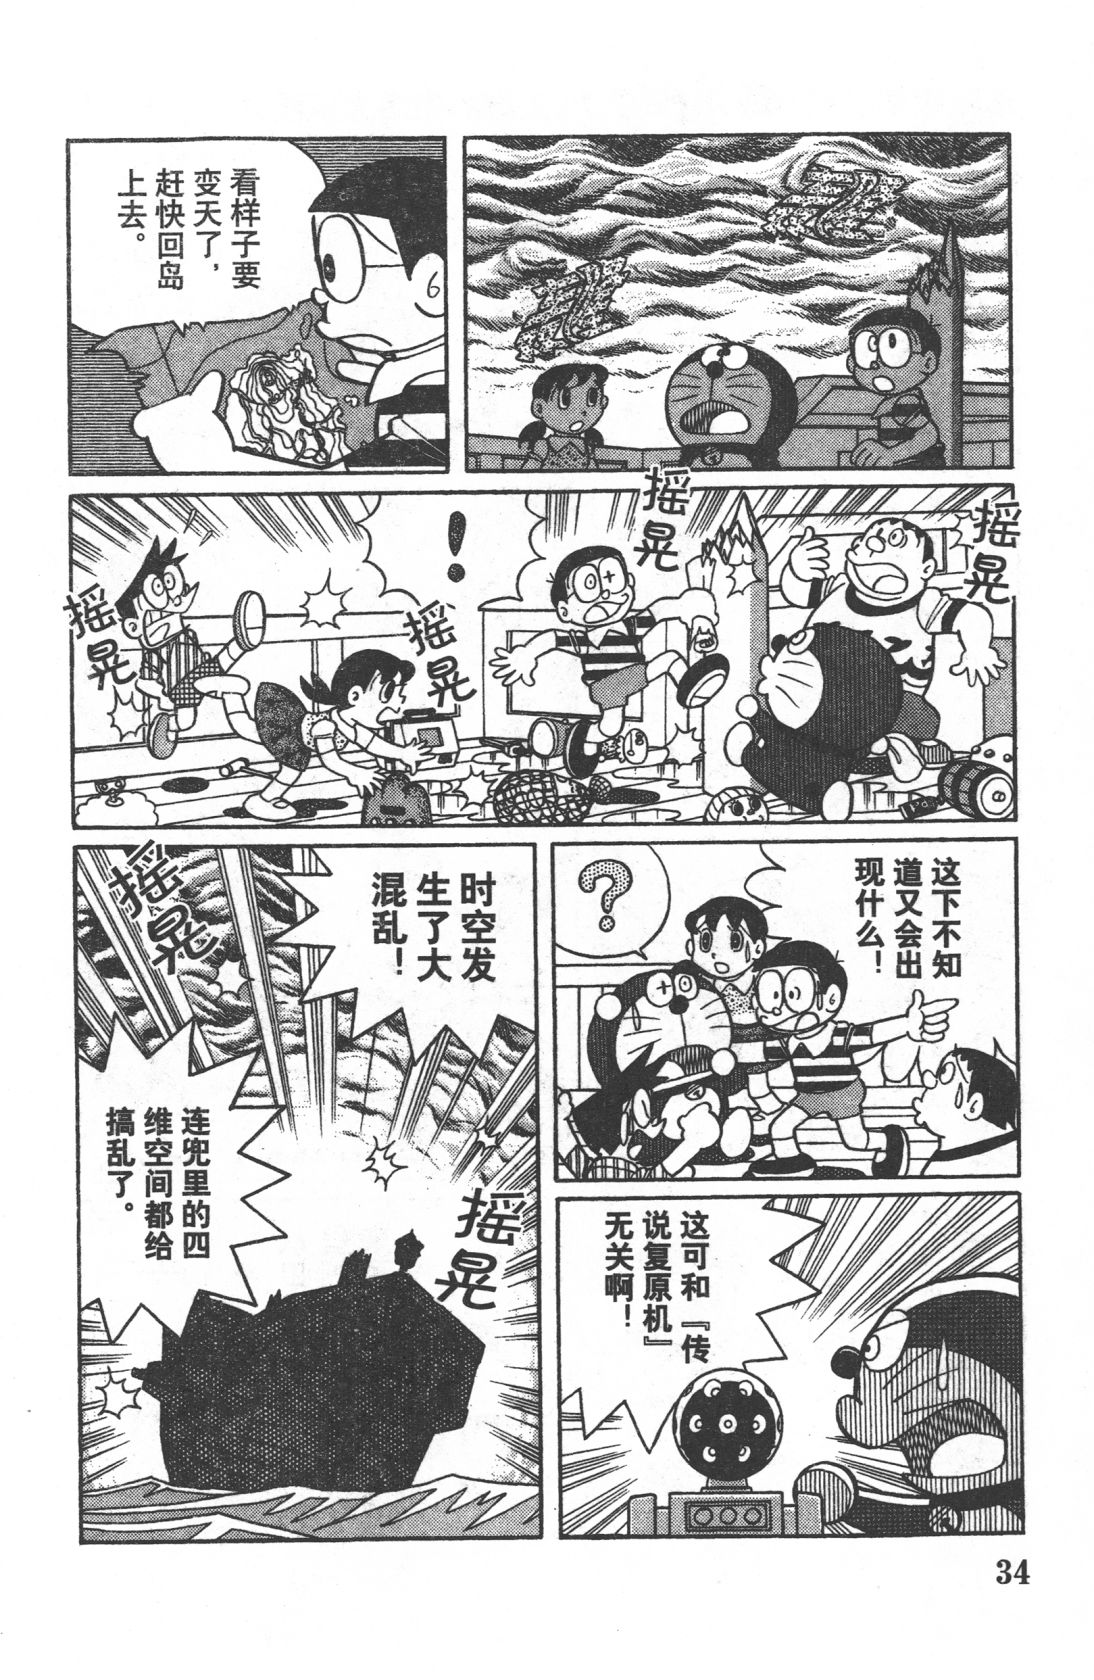 看样子要
变天了，
赶快回岛
上去。
摇晃
摇晃
！
摇晃
摇晃
这下不知
道又会出
现什么！
？
这可和『传
说复原机』
无关啊！
时空发
生了大
混乱！
摇晃
连兜里的四
维空间都给
搞乱了。
摇晃
34